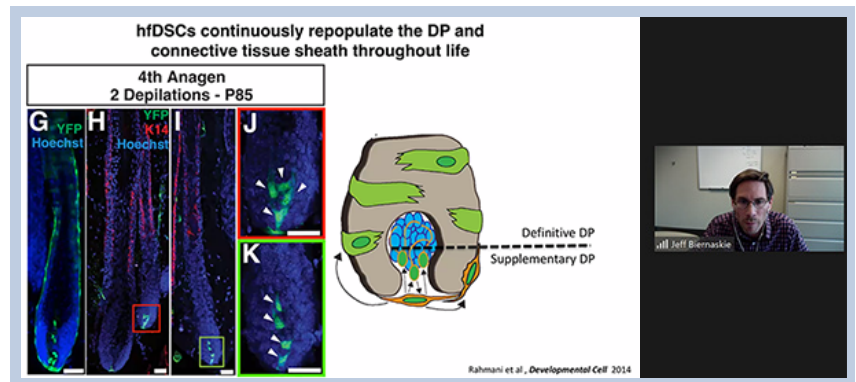 hfDSCs continuously repopulate the DP and
connective tissue sheath throughout life
4th Anagen
2 Depilations - P85
G
YFP
Hoechst
H
YFP
K14
Hoechst
I
J
K
Definitive DP
Supplementary DP
Rahmani et al, Developmental Cell 2014
Jeff Biernaskie